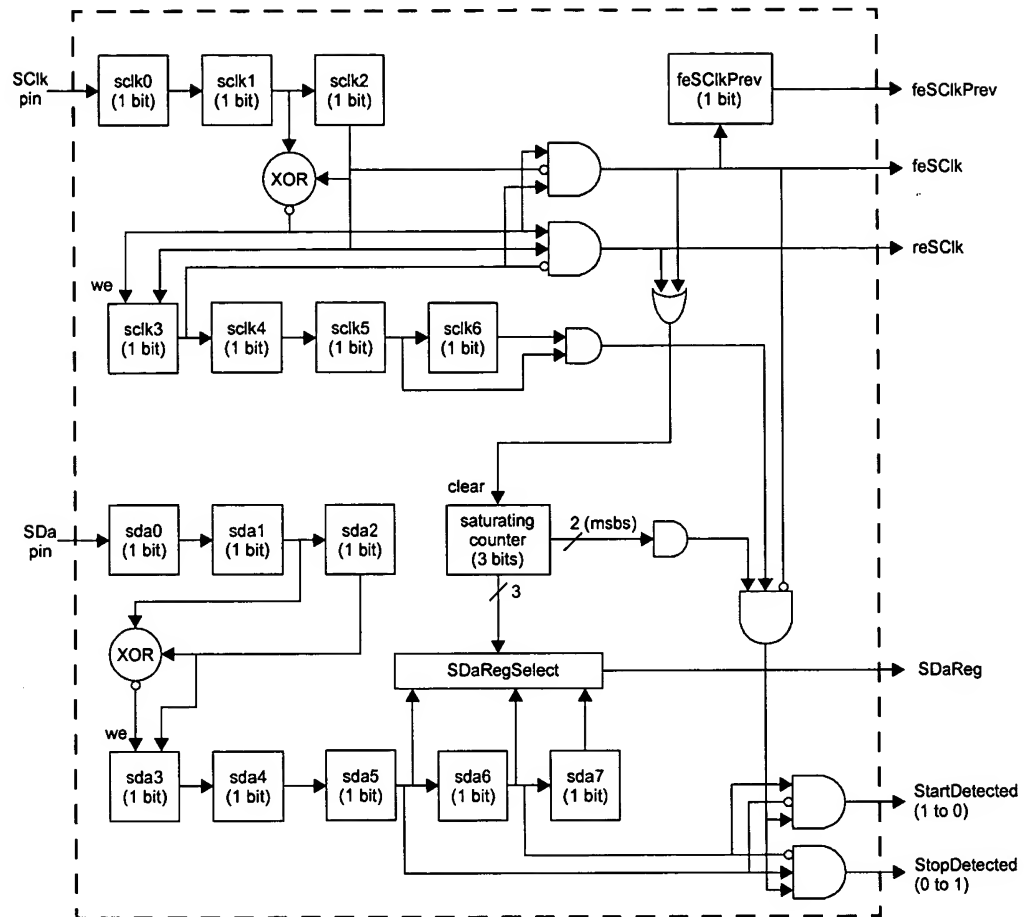 SClk
pin
sclk0
(1 bit)
sclk1
(1 bit)
sclk2
(1 bit)
feSClkPrev
(1 bit)
feSClkPrev
XOR
feSClk
reSClk
we
sclk3
(1 bit)
sclk4
(1 bit)
sclk5
(1 bit)
sclk6
(1 bit)
clear
SDa
pin
sda0
(1 bit)
sda1
(1 bit)
sda2
(1 bit)
saturating
counter
(3 bits)
2 (msbs)
3
XOR
SDaRegSelect
SDaReg
we
sda3
(1 bit)
sda4
(1 bit)
sda5
(1 bit)
sda6
(1 bit)
sda7
(1 bit)
StartDetected
(1 to 0)
StopDetected
(0 to 1)